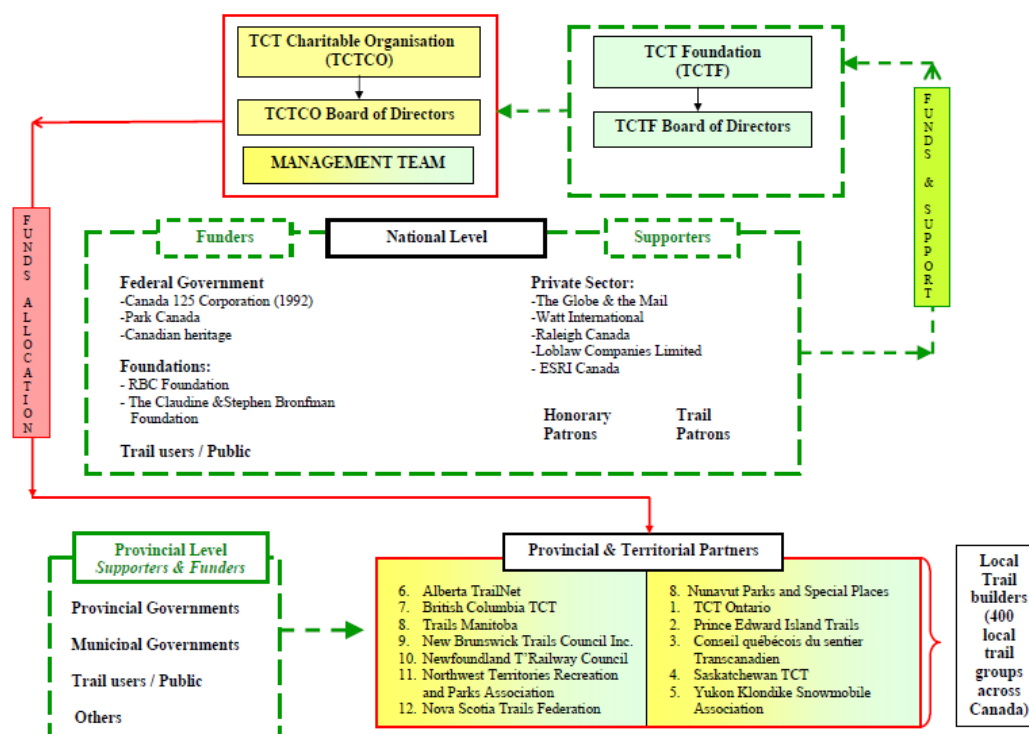 TCT Charitable Organisation
(TCTCO)
TCTCO Board of Directors
MANAGEMENT TEAM
TCT Foundation
(TCTF)
TCTF Board of Directors
FUNDS & SUPPORT
FUNDS ALLOCATION
Funders
National Level
Supporters
Federal Government
-Canada 125 Corporation (1992)
-Park Canada
-Canadian heritage
Foundations:
- RBC Foundation
- The Claudine &Stephen Bronfman
Foundation
Trail users / Public
Private Sector:
-The Globe & the Mail
-Watt International
-Raleigh Canada
-Loblaw Companies Limited
- ESRI Canada
Honorary
Patrons
Trail
Patrons
Provincial Level
Supporters & Funders
Provincial Governments
Municipal Governments
Trail users / Public
Others
Provincial & Territorial Partners
6. Alberta TrailNet
7. British Columbia TCT
8. Trails Manitoba
9. New Brunswick Trails Council Inc.
10. Newfoundland T'Railway Council
11. Northwest Territories Recreation
and Parks Association
12. Nova Scotia Trails Federation
8. Nunavut Parks and Special Places
1. TCT Ontario
2. Prince Edward Island Trails
3. Conseil québécois du sentier
Transcanadien
4. Saskatchewan TCT
5. Yukon Klondike Snowmobile
Association
Local
Trail
builders
(400
local
trail
groups
across
Canada)